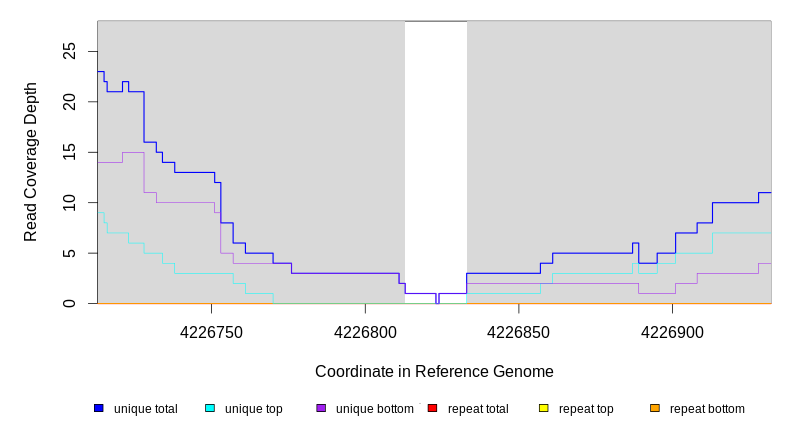 25
20
15
10
5
0
Read Coverage Depth
4226750 4226800 4226850 4226900
Coordinate in Reference Genome
unique total unique top unique bottom repeat total repeat top repeat bottom